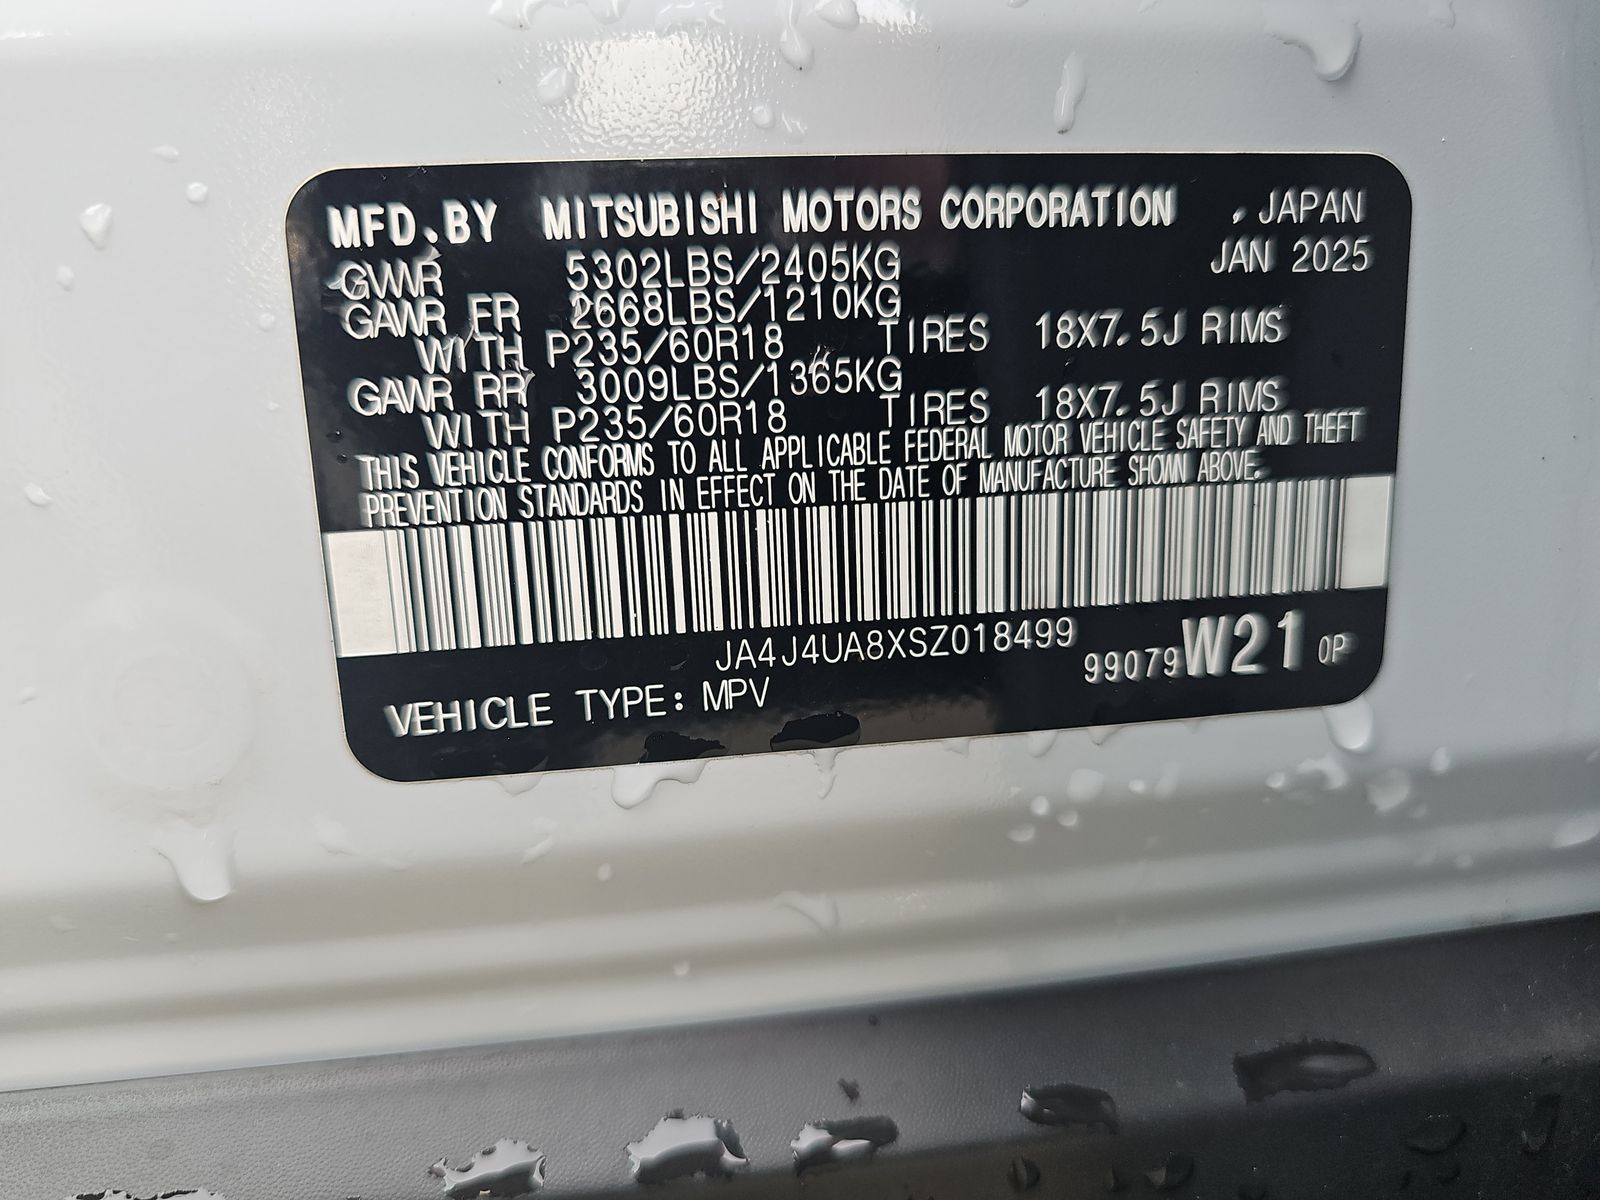 MFD. BY MITSUBISHI MOTORS CORPORATION , JAPAN
JAN 2025
GVWR 5302LBS/2405KG
GAWR FR 2668LBS/1210KG
WITH P235/60R18 TIRES 18X7.5J RIMS
GAWR RR 3009LBS/1365KG
WITH P235/60R18 TIRES 18X7.5J RIMS
THIS VEHICLE CONFORMS TO ALL APPLICABLE FEDERAL MOTOR VEHICLE SAFETY AND THEFT
PREVENTION STANDARDS IN EFFECT ON THE DATE OF MANUFACTURE SHOWN ABOVE.
JA4J4UA8XSZ018499
99079 W21 0P
VEHICLE TYPE: MPV